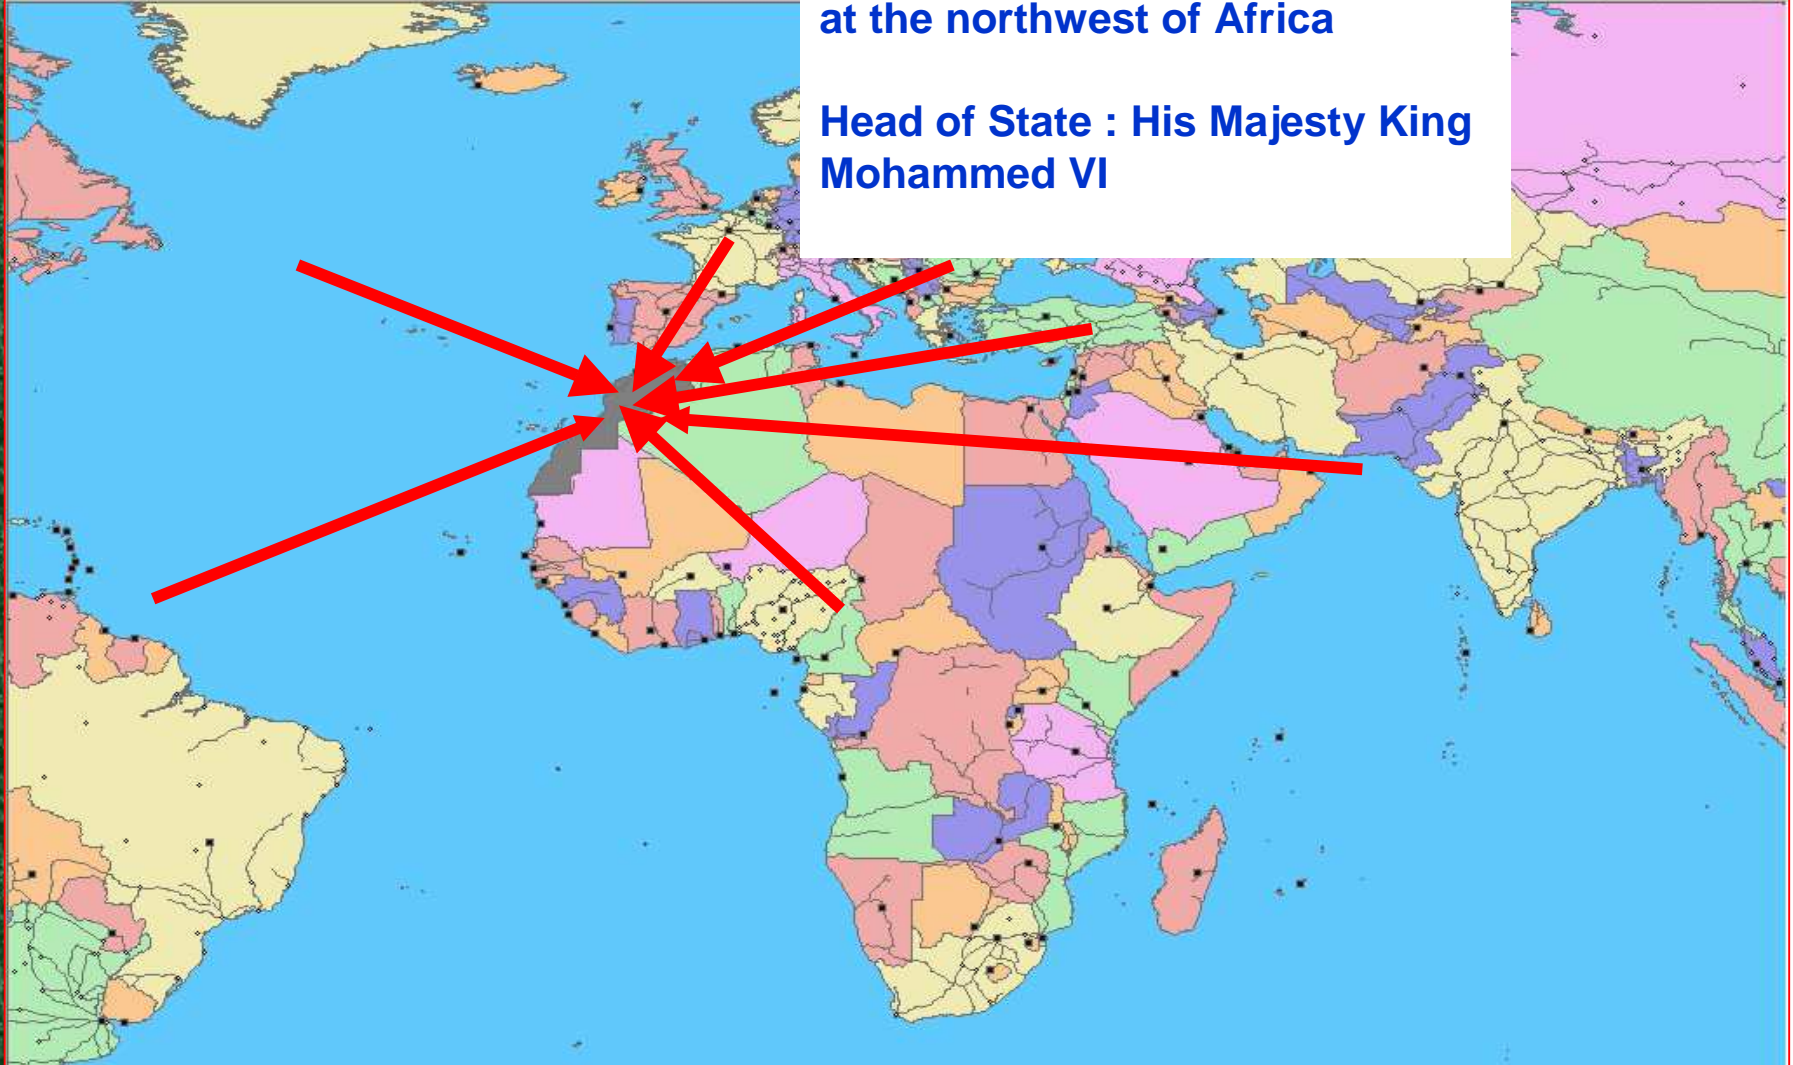 at the northwest of Africa
Head of State : His Majesty King
Mohammed VI